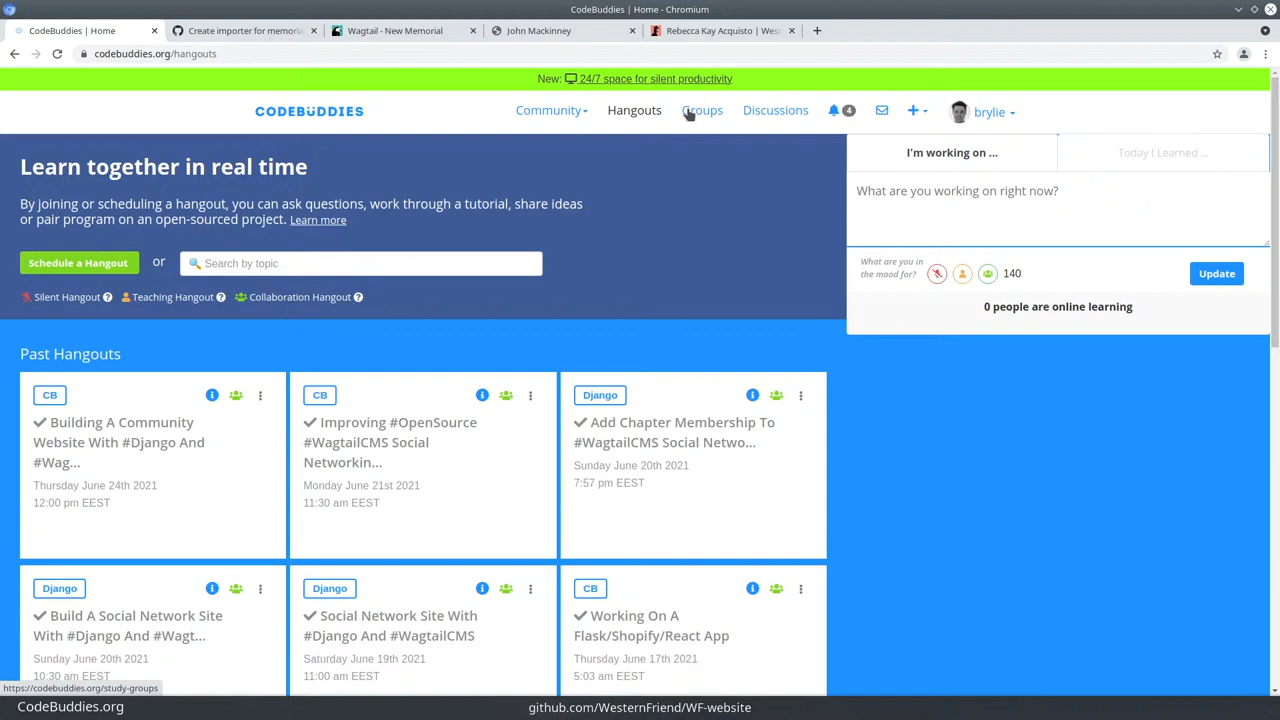 CodeBuddies | Home - Chromium
CodeBuddies | Home
Create importer for memoria
Wagtail - New Memorial
John Mackinney
Rebecca Kay Acquisto | West
codebuddies.org/hangouts
New: 24/7 space for silent productivity
CODEBUDDIES
Community
Hangouts
Groups
Discussions
4
brylie
Learn together in real time
By joining or scheduling a hangout, you can ask questions, work through a tutorial, share ideas
or pair program on an open-sourced project. Learn more
Schedule a Hangout
or
Search by topic
Silent Hangout
Teaching Hangout
Collaboration Hangout
I'm working on ...
Today I Learned ...
What are you working on right now?
What are you in
the mood for?
140
Update
0 people are online learning
Past Hangouts
CB
Building A Community
Website With #Django And
#Wag...
Thursday June 24th 2021
12:00 pm EEST
CB
Improving #OpenSource
#WagtailCMS Social
Networkin...
Monday June 21st 2021
11:30 am EEST
Django
Add Chapter Membership To
#WagtailCMS Social Netwo...
Sunday June 20th 2021
7:57 pm EEST
Django
Build A Social Network Site
With #Django And #Wagt...
Sunday June 20th 2021
10:30 am EEST
Django
Social Network Site With
#Django And #WagtailCMS
Saturday June 19th 2021
11:00 am EEST
CB
Working On A
Flask/Shopify/React App
Thursday June 17th 2021
5:03 am EEST
https://codebuddies.org/study-groups
CodeBuddies.org
github.com/WesternFriend/WF-website